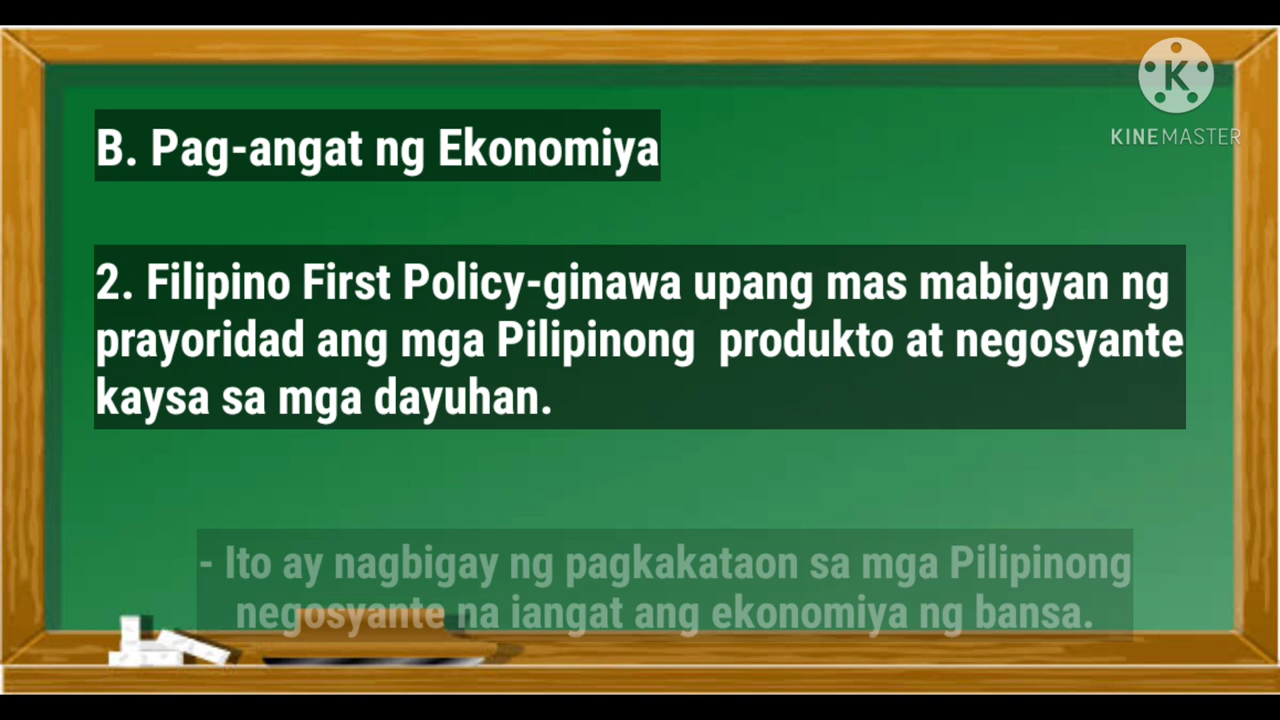 KINEMASTER
B. Pag-angat ng Ekonomiya
2. Filipino First Policy-ginawa upang mas mabigyan ng
prayoridad ang mga Pilipinong produkto at negosyante
kaysa sa mga dayuhan.
- Ito ay nagbigay ng pagkakataon sa mga Pilipinong
negosyante na iangat ang ekonomiya ng bansa.